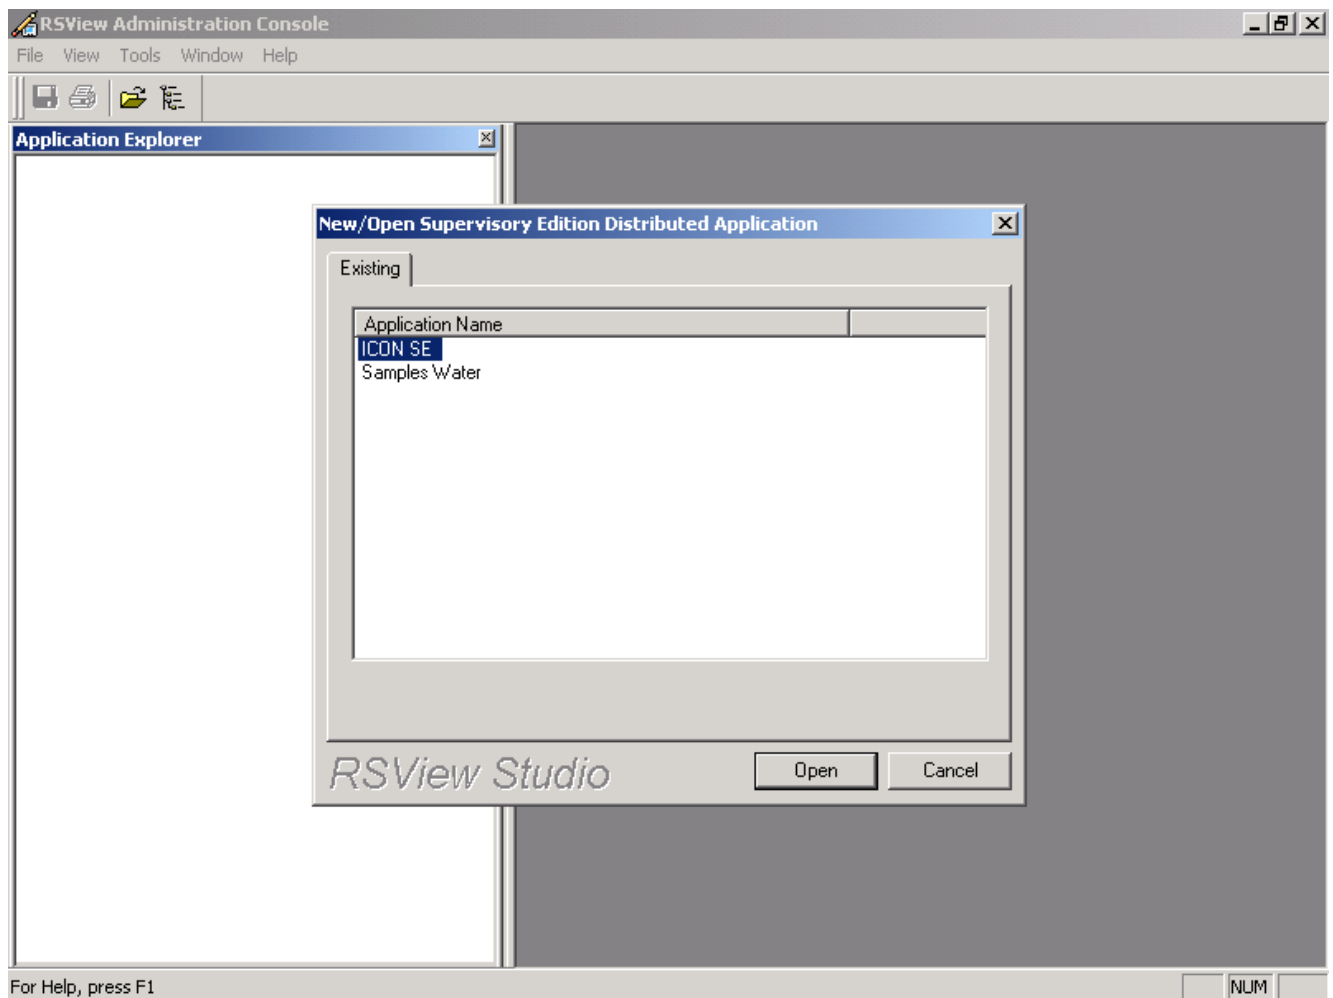 RSView Administration Console
File View Tools Window Help
Application Explorer
New/Open Supervisory Edition Distributed Application
Existing
Application Name
ICON SE
Samples Water
RSView Studio
Open Cancel
For Help, press F1
NUM